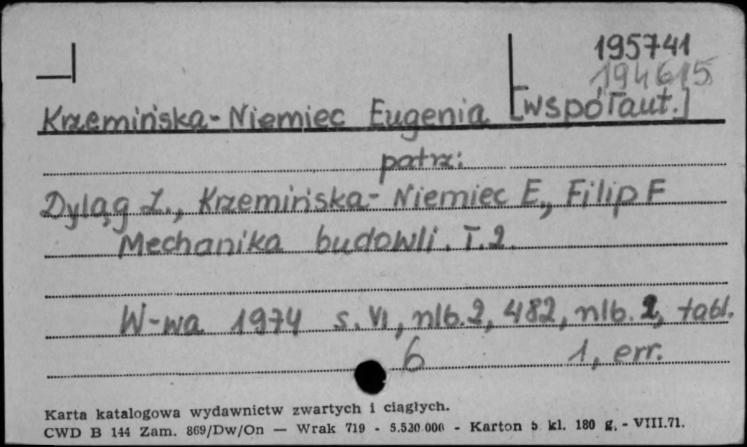 195741
194615
Krzemińska-Niemiec Eugenia [współaut.]
patrz:
Dyląg Z., Krzemińska-Niemiec E., Filip F
Mechanika budowli. T.2.
W-wa 1974 s. VI, nlb.2, 482, nlb. 2, tabl.
6 1, err.
Karta katalogowa wydawnictw zwartych i ciągłych.
CWD B 144 Zam. 869/Dw/On — Wrak 719 - 5.520.000 - Karton b. kl. 180 g. - VIII.71.